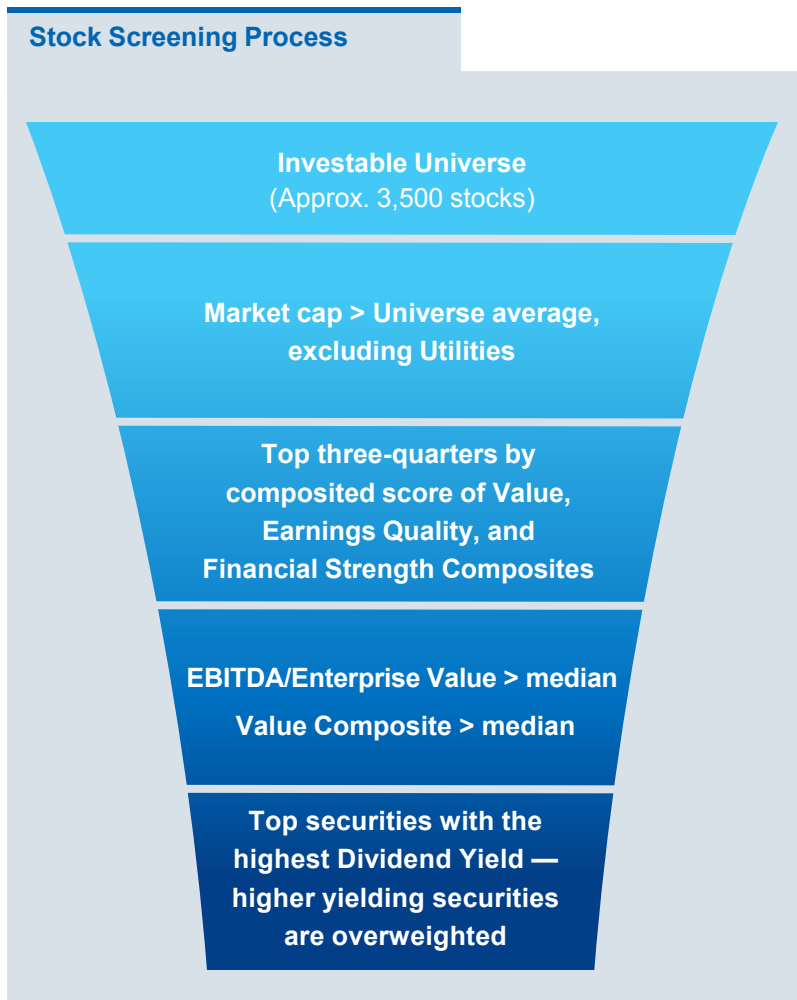 Stock Screening Process
Investable Universe
(Approx. 3,500 stocks)
Market cap > Universe average,
excluding Utilities
Top three-quarters by
composited score of Value,
Earnings Quality, and
Financial Strength Composites
EBITDA/Enterprise Value > median
Value Composite > median
Top securities with the
highest Dividend Yield —
higher yielding securities
are overweighted